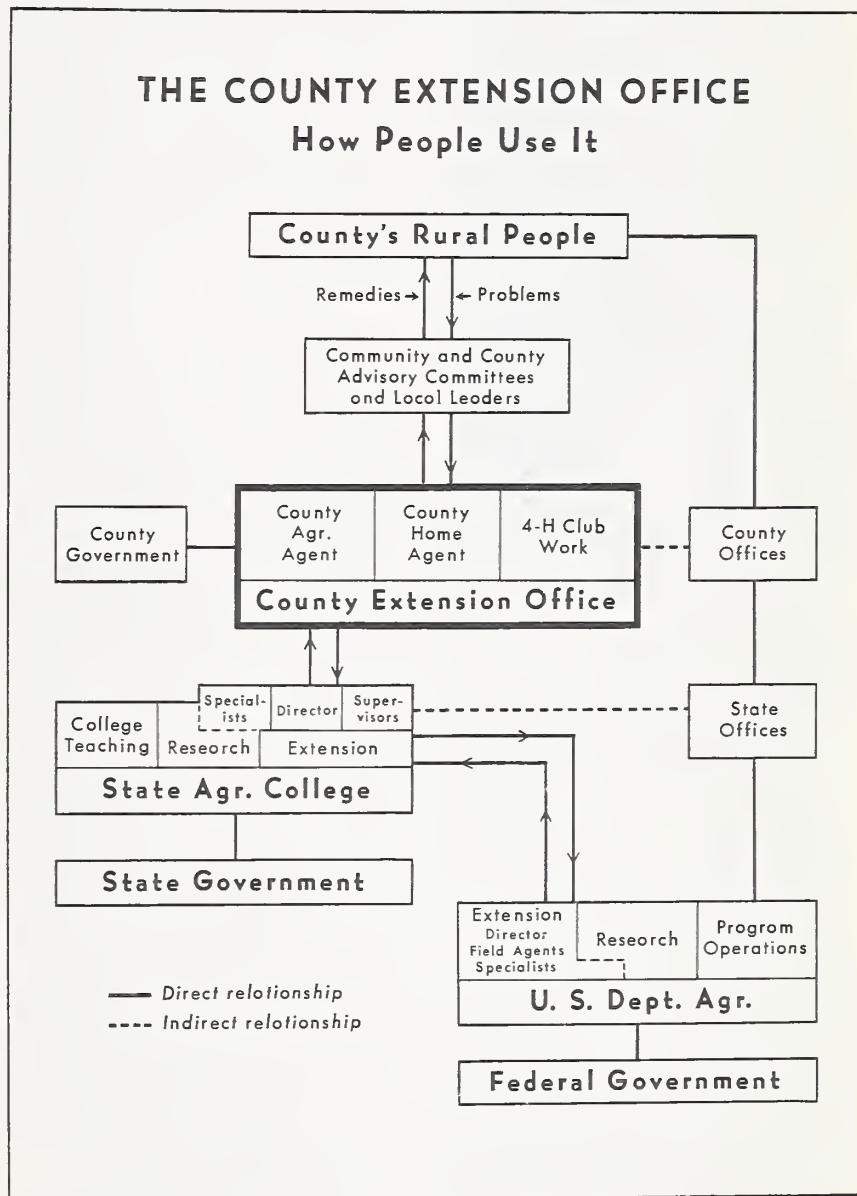 THE COUNTY EXTENSION OFFICE
How People Use It
County's Rural People
Remedies→
←Problems
Community and County
Advisory Committees
and Locol Leoders
County
Government
County
Agr.
Agent
County
Home
Agent
4-H Club
Work
County Extension Office
County
Offices
College
Teaching
Research
Special-
ists
Director
Super-
visors
Extension
State Agr. College
State
Offices
State Government
Extension
Director
Field Agents
Specialists
Research
Progrom
Operations
U. S. Dept. Agr.
Federal Government
Direct relotionship
Indirect relotionship